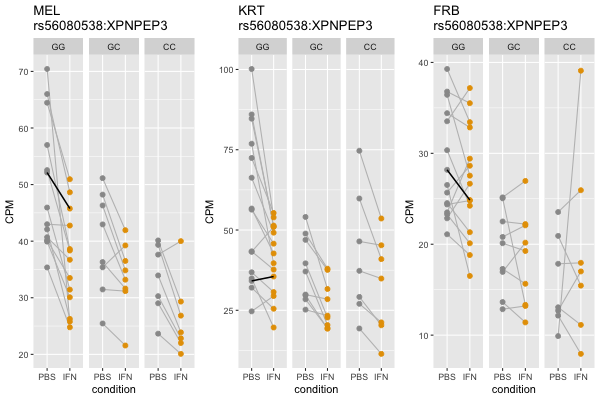 MEL
rs56080538:XPNPEP3
GG GC CC
70
60
50
40
30
20
CPM
PBS IFN PBS IFN PBS IFN
condition
KRT
rs56080538:XPNPEP3
GG GC CC
100
75
50
25
CPM
PBS IFN PBS IFN PBS IFN
condition
FRB
rs56080538:XPNPEP3
GG GC CC
40
30
20
10
CPM
PBS IFN PBS IFN PBS IFN
condition